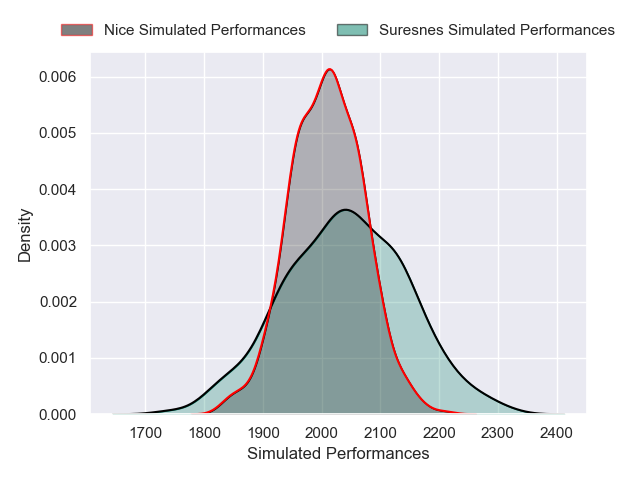 Nice Simulated Performances
Suresnes Simulated Performances
0.006
0.005
0.004
0.003
0.002
0.001
0.000
Density
1700 1800 1900 2000 2100 2200 2300 2400
Simulated Performances